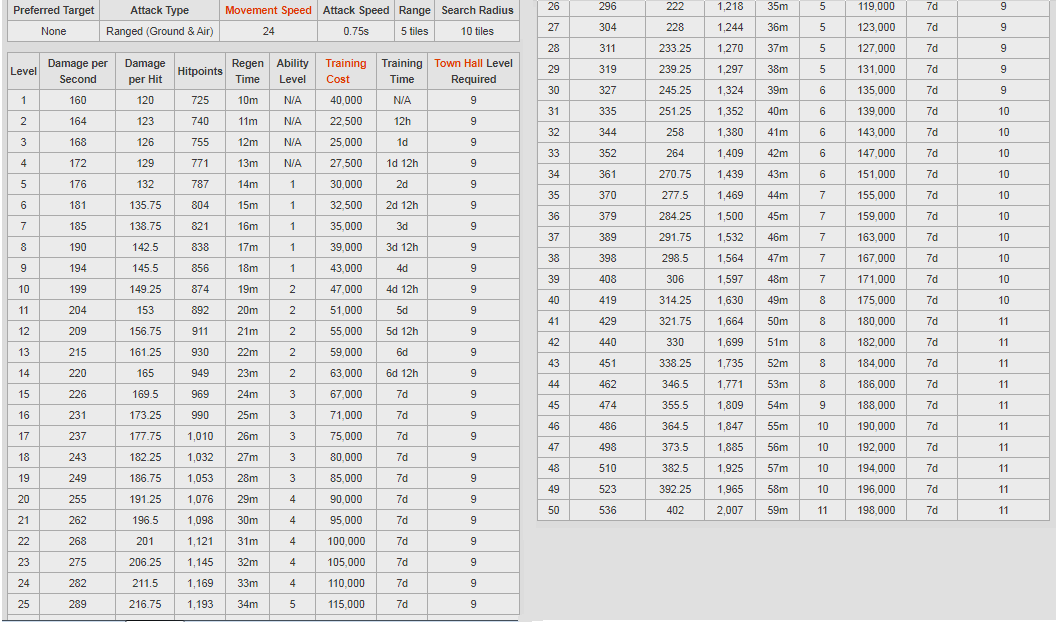 Preferred Target Attack Type Movement Speed Attack Speed Range Search Radius
None Ranged (Ground & Air) 24 0.75s 5 tiles 10 tiles
Level Damage per Second Damage per Hit Hitpoints Regen Time Ability Level Training Cost Training Time Town Hall Level Required
1 160 120 725 10m N/A 40,000 N/A 9
2 164 123 740 11m N/A 22,500 12h 9
3 168 126 755 12m N/A 25,000 1d 9
4 172 129 771 13m N/A 27,500 1d 12h 9
5 176 132 787 14m 1 30,000 2d 9
6 181 135.75 804 15m 1 32,500 2d 12h 9
7 185 138.75 821 16m 1 35,000 3d 9
8 190 142.5 838 17m 1 39,000 3d 12h 9
9 194 145.5 856 18m 1 43,000 4d 9
10 199 149.25 874 19m 2 47,000 4d 12h 9
11 204 153 892 20m 2 51,000 5d 9
12 209 156.75 911 21m 2 55,000 5d 12h 9
13 215 161.25 930 22m 2 59,000 6d 9
14 220 165 949 23m 2 63,000 6d 12h 9
15 226 169.5 969 24m 3 67,000 7d 9
16 231 173.25 990 25m 3 71,000 7d 9
17 237 177.75 1,010 26m 3 75,000 7d 9
18 243 182.25 1,032 27m 3 80,000 7d 9
19 249 186.75 1,053 28m 3 85,000 7d 9
20 255 191.25 1,076 29m 4 90,000 7d 9
21 262 196.5 1,098 30m 4 95,000 7d 9
22 268 201 1,121 31m 4 100,000 7d 9
23 275 206.25 1,145 32m 4 105,000 7d 9
24 282 211.5 1,169 33m 4 110,000 7d 9
25 289 216.75 1,193 34m 5 115,000 7d 9
26 296 222 1,218 35m 5 119,000 7d 9
27 304 228 1,244 36m 5 123,000 7d 9
28 311 233.25 1,270 37m 5 127,000 7d 9
29 319 239.25 1,297 38m 5 131,000 7d 9
30 327 245.25 1,324 39m 6 135,000 7d 9
31 335 251.25 1,352 40m 6 139,000 7d 10
32 344 258 1,380 41m 6 143,000 7d 10
33 352 264 1,409 42m 6 147,000 7d 10
34 361 270.75 1,439 43m 6 151,000 7d 10
35 370 277.5 1,469 44m 7 155,000 7d 10
36 379 284.25 1,500 45m 7 159,000 7d 10
37 389 291.75 1,532 46m 7 163,000 7d 10
38 398 298.5 1,564 47m 7 167,000 7d 10
39 408 306 1,597 48m 7 171,000 7d 10
40 419 314.25 1,630 49m 8 175,000 7d 10
41 429 321.75 1,664 50m 8 180,000 7d 11
42 440 330 1,699 51m 8 182,000 7d 11
43 451 338.25 1,735 52m 8 184,000 7d 11
44 462 346.5 1,771 53m 8 186,000 7d 11
45 474 355.5 1,809 54m 9 188,000 7d 11
46 486 364.5 1,847 55m 10 190,000 7d 11
47 498 373.5 1,885 56m 10 192,000 7d 11
48 510 382.5 1,925 57m 10 194,000 7d 11
49 523 392.25 1,965 58m 10 196,000 7d 11
50 536 402 2,007 59m 11 198,000 7d 11